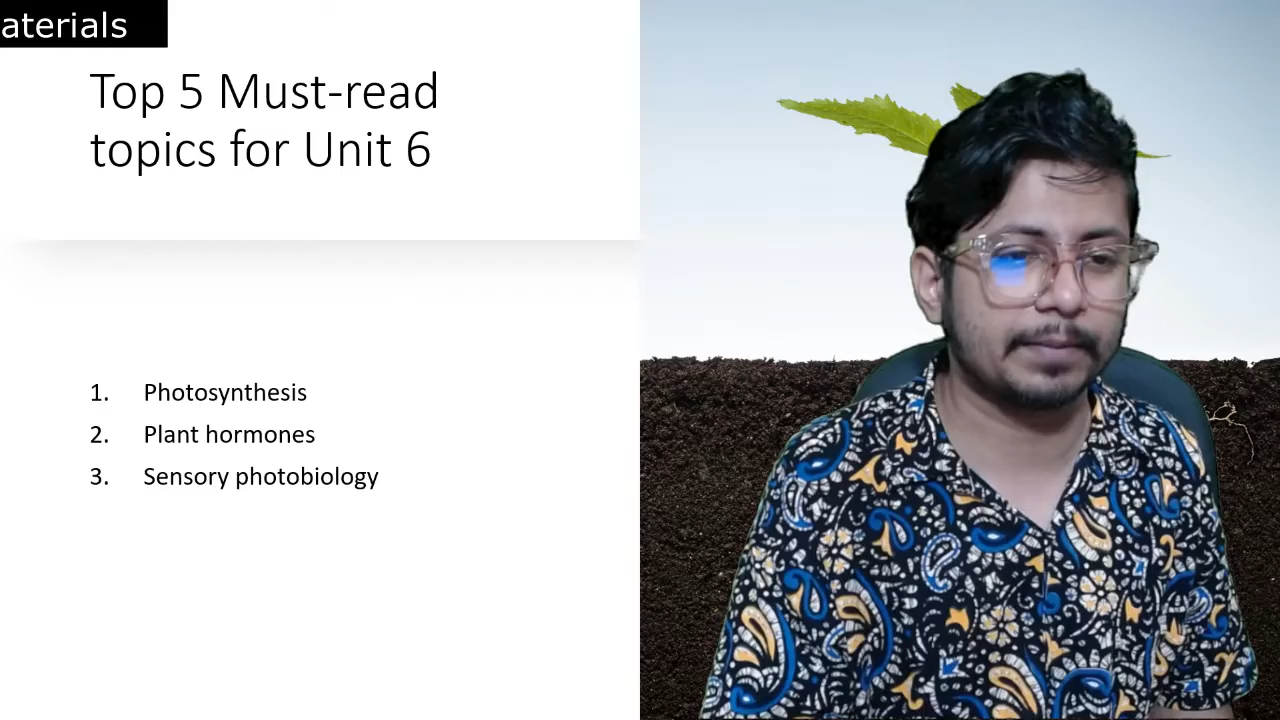 aterials
Top 5 Must-read
topics for Unit 6
1. Photosynthesis
2. Plant hormones
3. Sensory photobiology